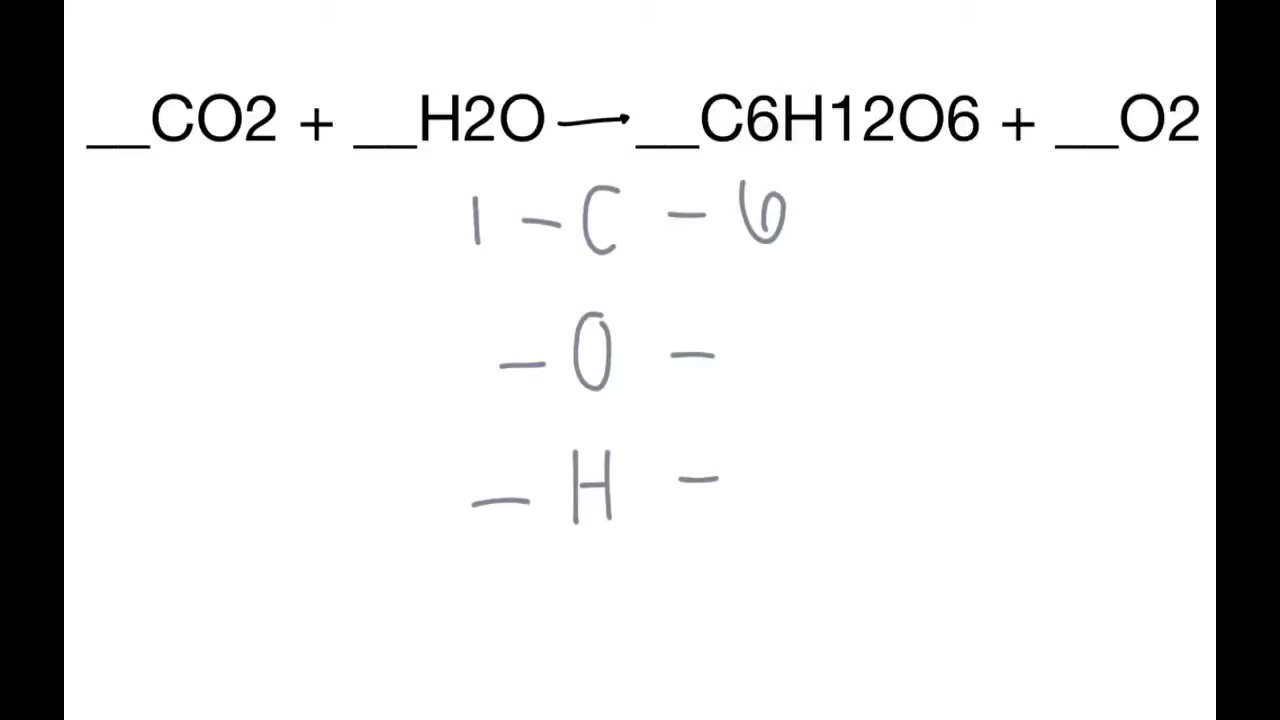 __CO2 + __H2O → __C6H12O6 + __O2
1 - C - 6
- O -
- H -